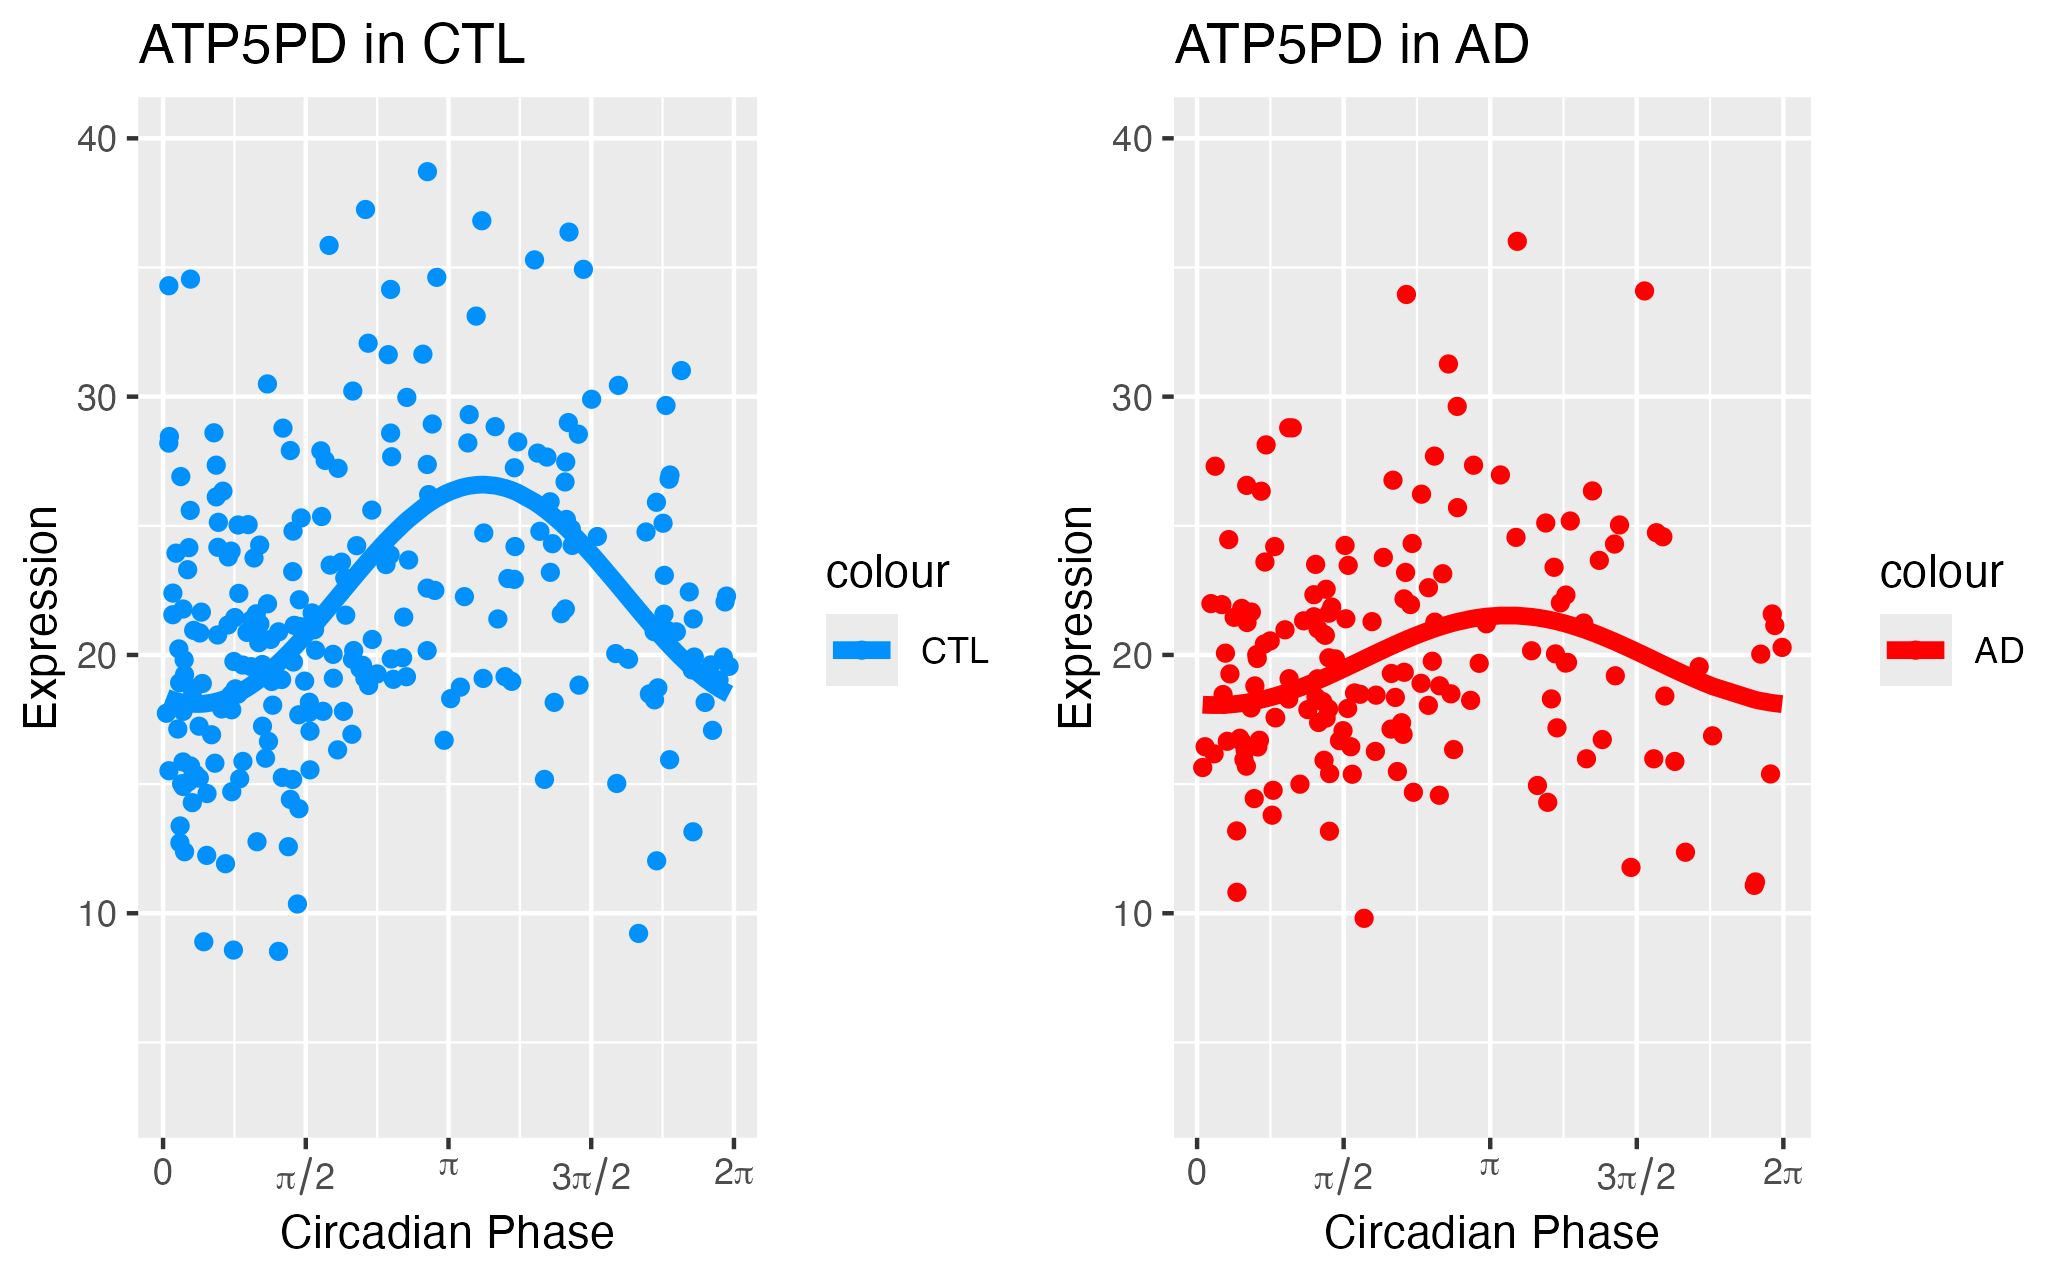 ATP5PD in CTL
40
30
20
10
Expression
0
π/2
π
3π/2
2π
Circadian Phase
colour
CTL
ATP5PD in AD
40
30
20
10
Expression
0
π/2
π
3π/2
2π
Circadian Phase
colour
AD